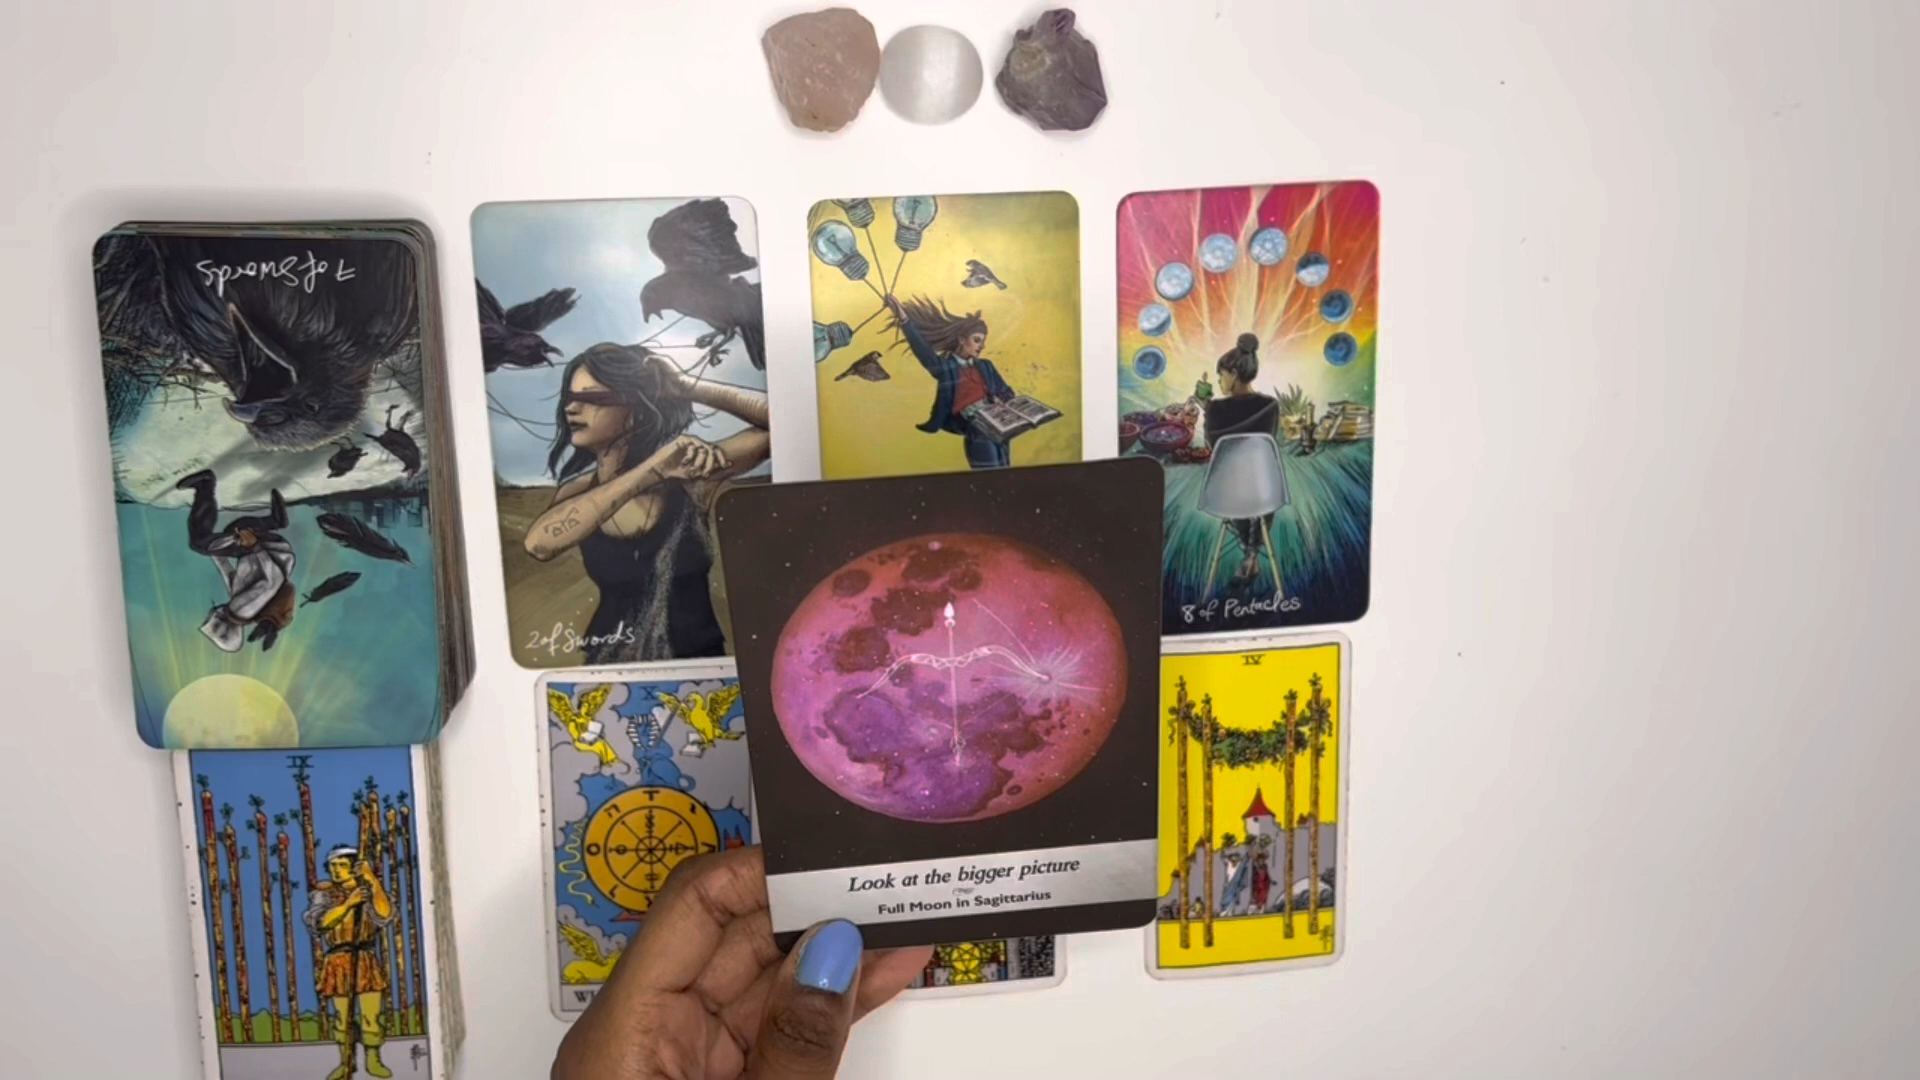 7 of Swords
2 of Swords
8 of Pentacles
IX
X
IV
Look at the bigger picture
Full Moon in Sagittarius